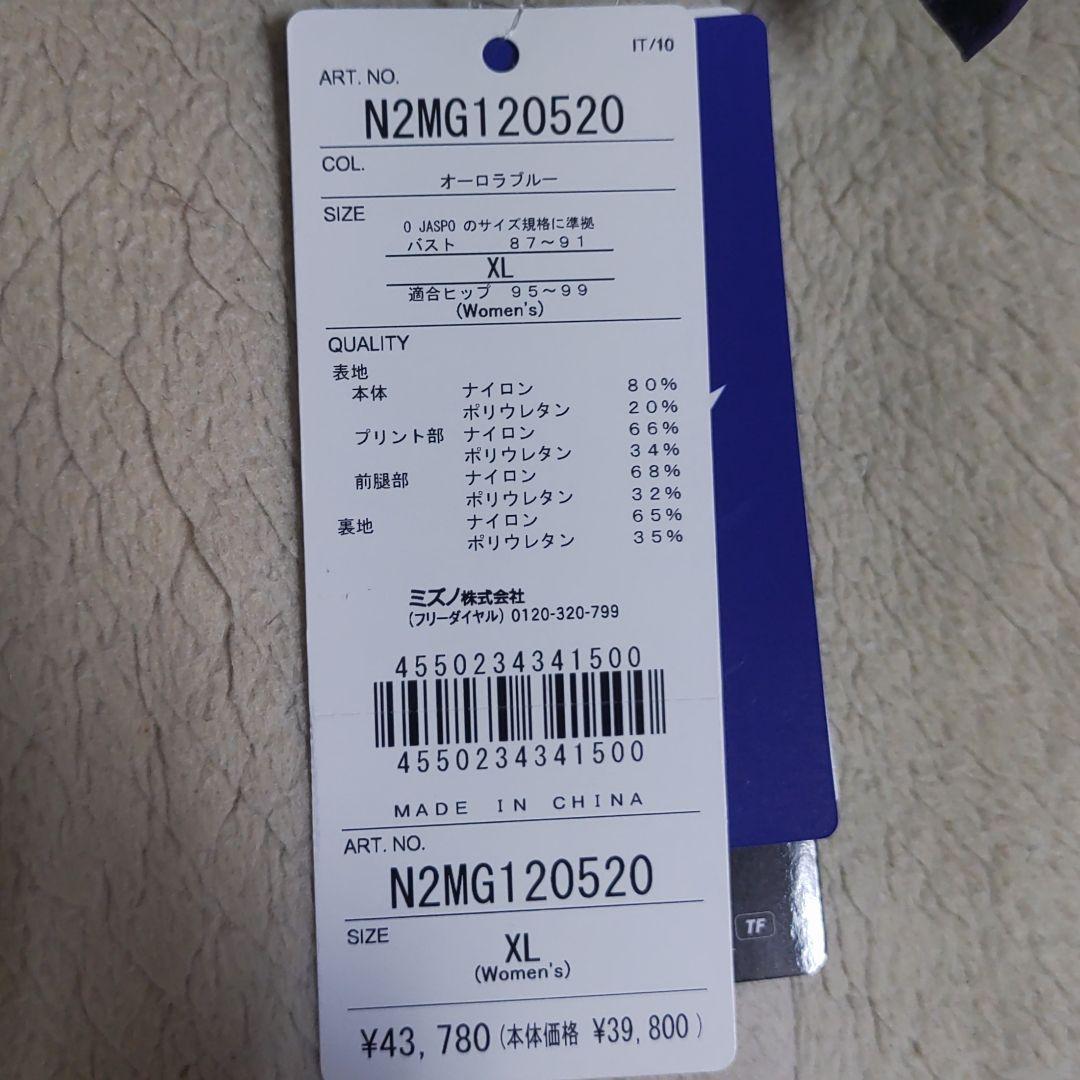 IT/10
ART. NO.
N2MG120520
COL.
オーロラブルー
SIZE
O JASPO のサイズ規格に準拠
バスト 87～91
XL
適合ヒップ 95～99
(Women's)
QUALITY
表地
本体 ナイロン 80%
ポリウレタン 20%
プリント部 ナイロン 66%
ポリウレタン 34%
前腿部 ナイロン 68%
ポリウレタン 32%
裏地 ナイロン 65%
ポリウレタン 35%
ミズノ株式会社
(フリーダイヤル) 0120-320-799
4550234341500
4550234341500
MADE IN CHINA
ART. NO.
N2MG120520
SIZE
XL
(Women's)
¥43,780(本体価格 ¥39,800)
TF